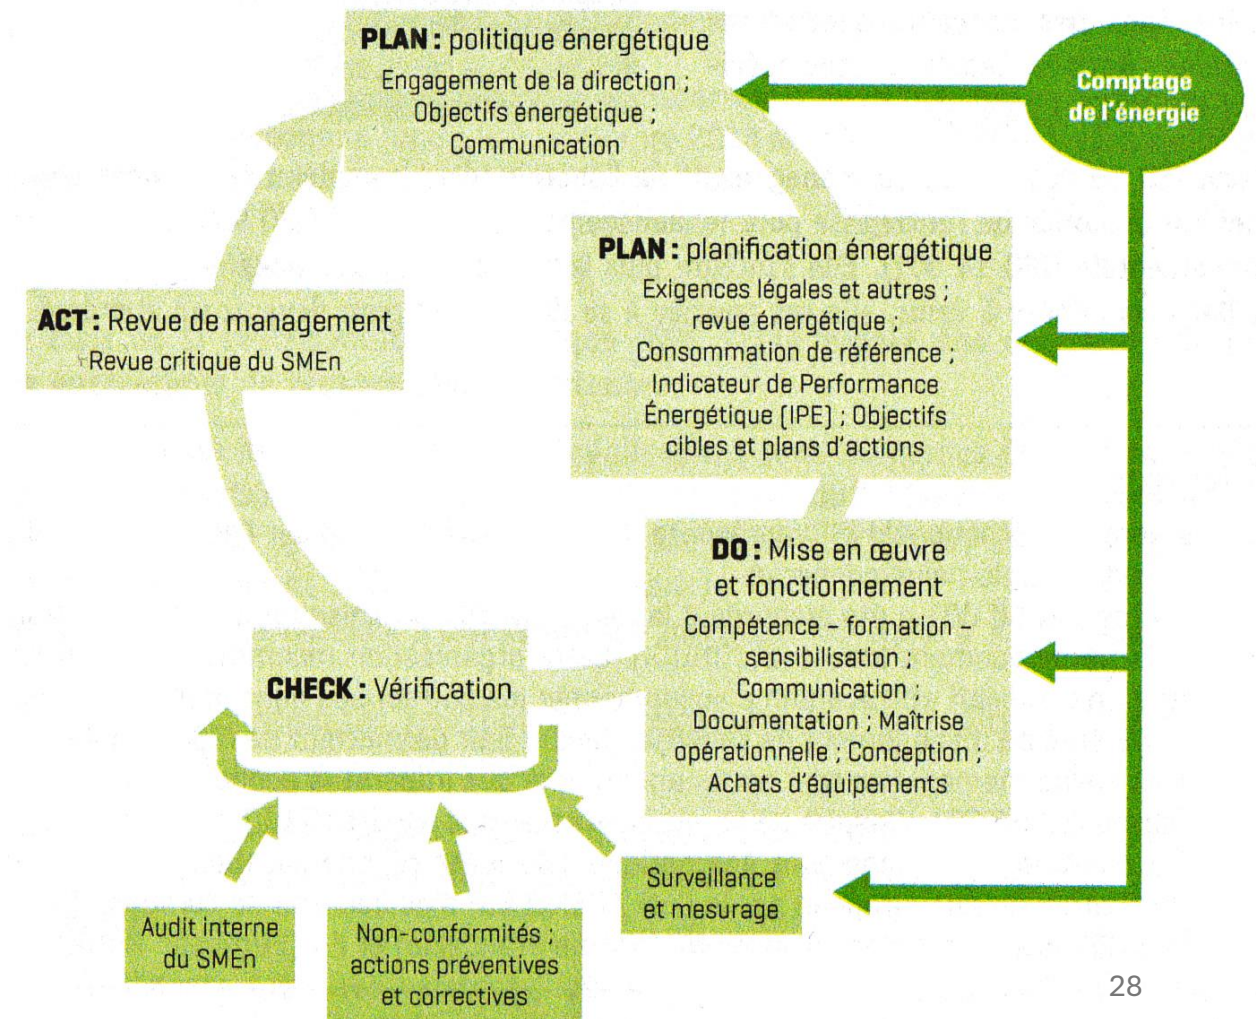 PLAN : politique énergétique
Engagement de la direction ;
Objectifs énergétique ;
Communication
Comptage
de l'énergie
PLAN : planification énergétique
Exigences légales et autres ;
revue énergétique ;
Consommation de référence ;
Indicateur de Performance
Énergétique (IPE) ; Objectifs
cibles et plans d'actions
ACT : Revue de management
Revue critique du SMEn
DO : Mise en œuvre
et fonctionnement
Compétence – formation –
sensibilisation ;
Communication ;
Documentation ; Maîtrise
opérationnelle ; Conception ;
Achats d'équipements
CHECK : Vérification
Surveillance
et mesurage
Audit interne
du SMEn
Non-conformités ;
actions préventives
et correctives
28